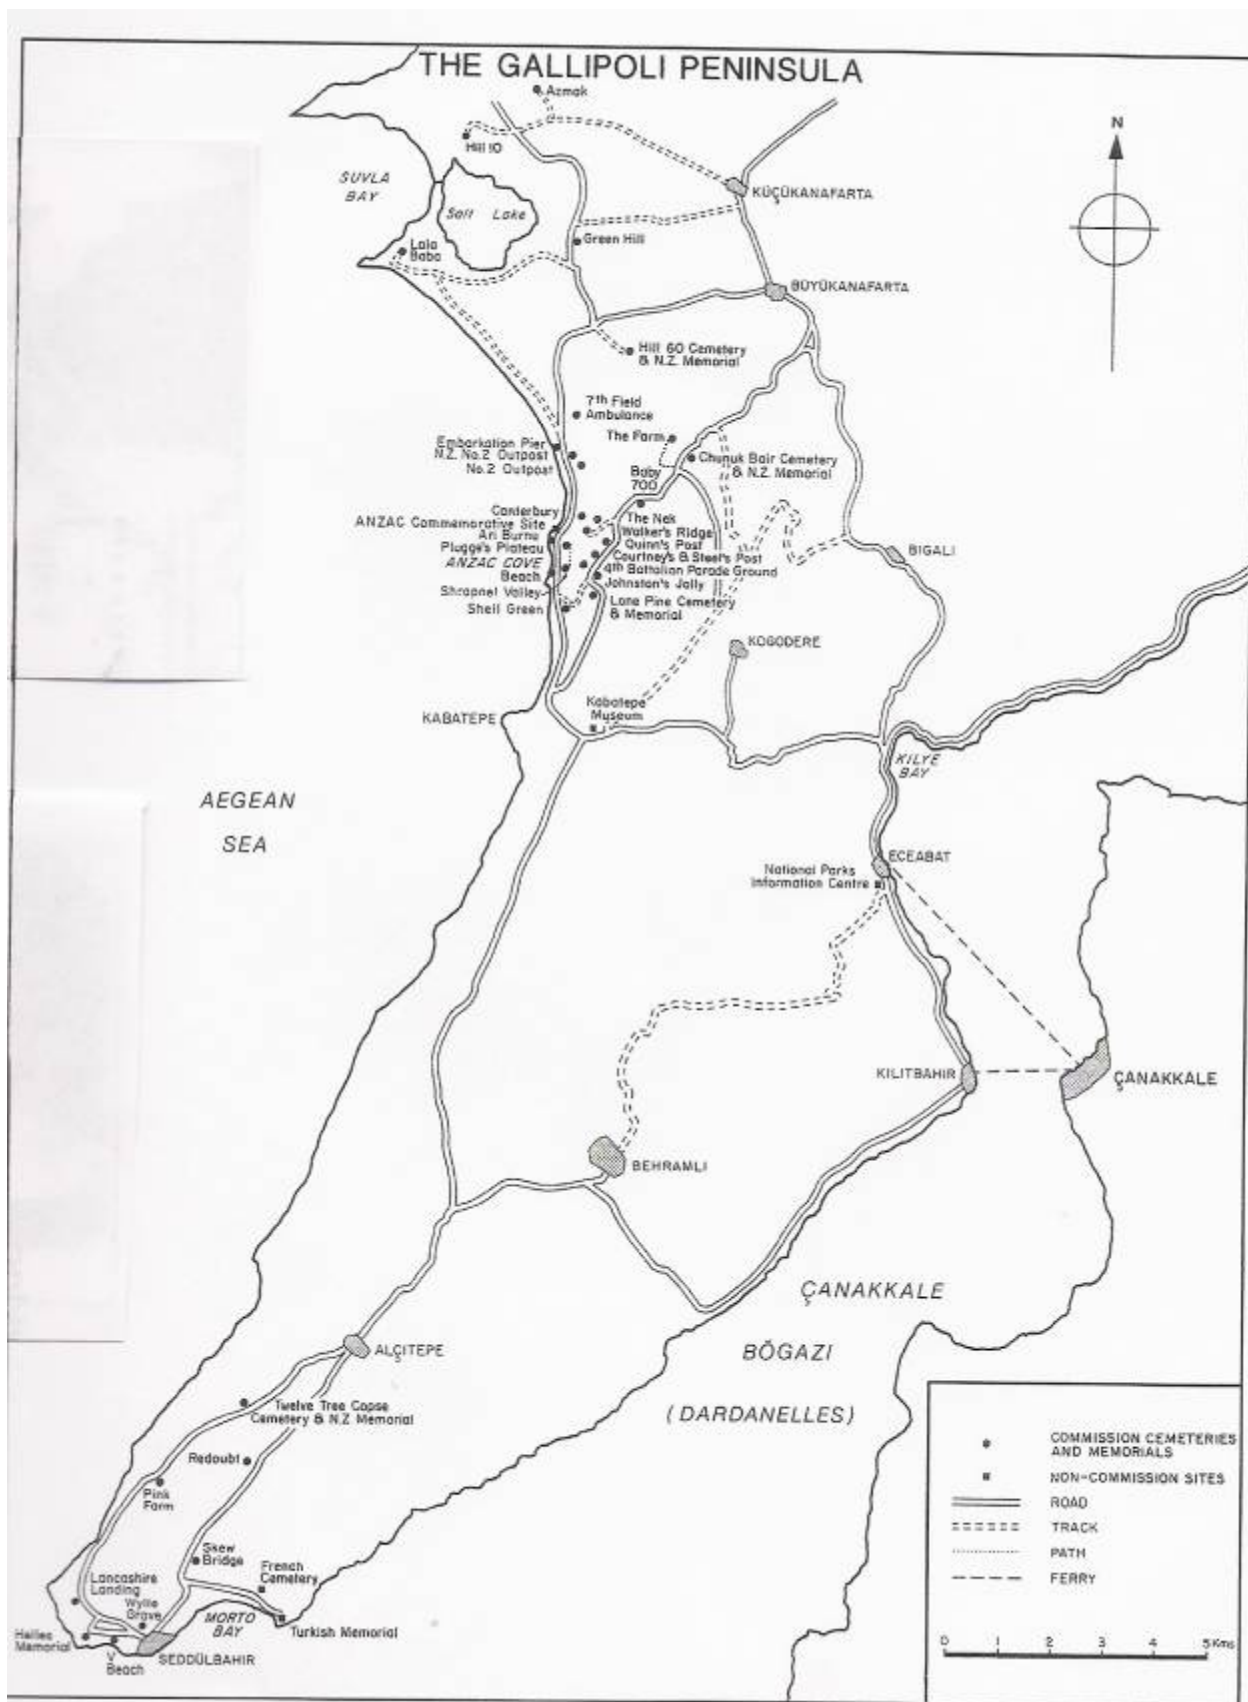 THE GALLIPOLI PENINSULA
Azmak
N
Hill 10
SUVLA
BAY
KÜÇÜKANAFARTA
Salt Lake
Green Hill
Lala
Baba
BÜYÜKANAFARTA
Hill 60 Cemetery
& N.Z. Memorial
7th Field
Ambulance
The Farm
Embarkation Pier
N.Z. No.2 Outpost
No.2 Outpost
Chunuk Bair Cemetery
& N.Z. Memorial
Baby
700
Canterbury
ANZAC Commemorative Site
Ari Burnu
Plugge's Plateau
ANZAC COVE
Beach
Shrapnel Valley
Shell Green
The Nek
Walker's Ridge
Quinn's Post
Courtney's & Steel's Post
4th Battalion Parade Ground
Johnston's Jolly
Lone Pine Cemetery
& Memorial
BIGALI
KOGODERE
Kabatepe
Museum
KABATEPE
KILYE
BAY
AEGEAN
SEA
ECEABAT
National Parks
Information Centre
KILITBAHIR
ÇANAKKALE
BEHRAMLI
ÇANAKKALE
BŎGAZI
(DARDANELLES)
ALÇITEPE
Twelve Tree Copse
Cemetery & N.Z Memorial
Redoubt
Pink
Farm
Skew
Bridge
French
Cemetery
Lancashire
Landing
Wylie
Grove
MORTO
BAY
Turkish Memorial
Helles
Memorial
V
Beach
SEDDÜLBAHIR
COMMISSION CEMETERIES
AND MEMORIALS
NON-COMMISSION SITES
ROAD
TRACK
PATH
FERRY
0 1 2 3 4 5 Kms